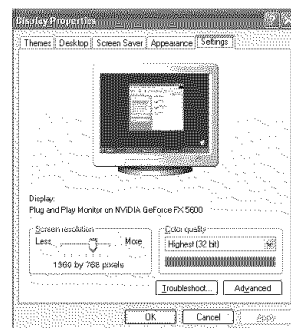 Display Properties
Themes Desktop Screen Saver Appearance Settings
Display:
Plug and Play Monitor on NVIDIA GeForce FX 5600
Screen resolution
Less
More
1360 by 768 pixels
Color quality
Highest (32 bit)
Troubleshoot...
Advanced
OK
Cancel
Apply